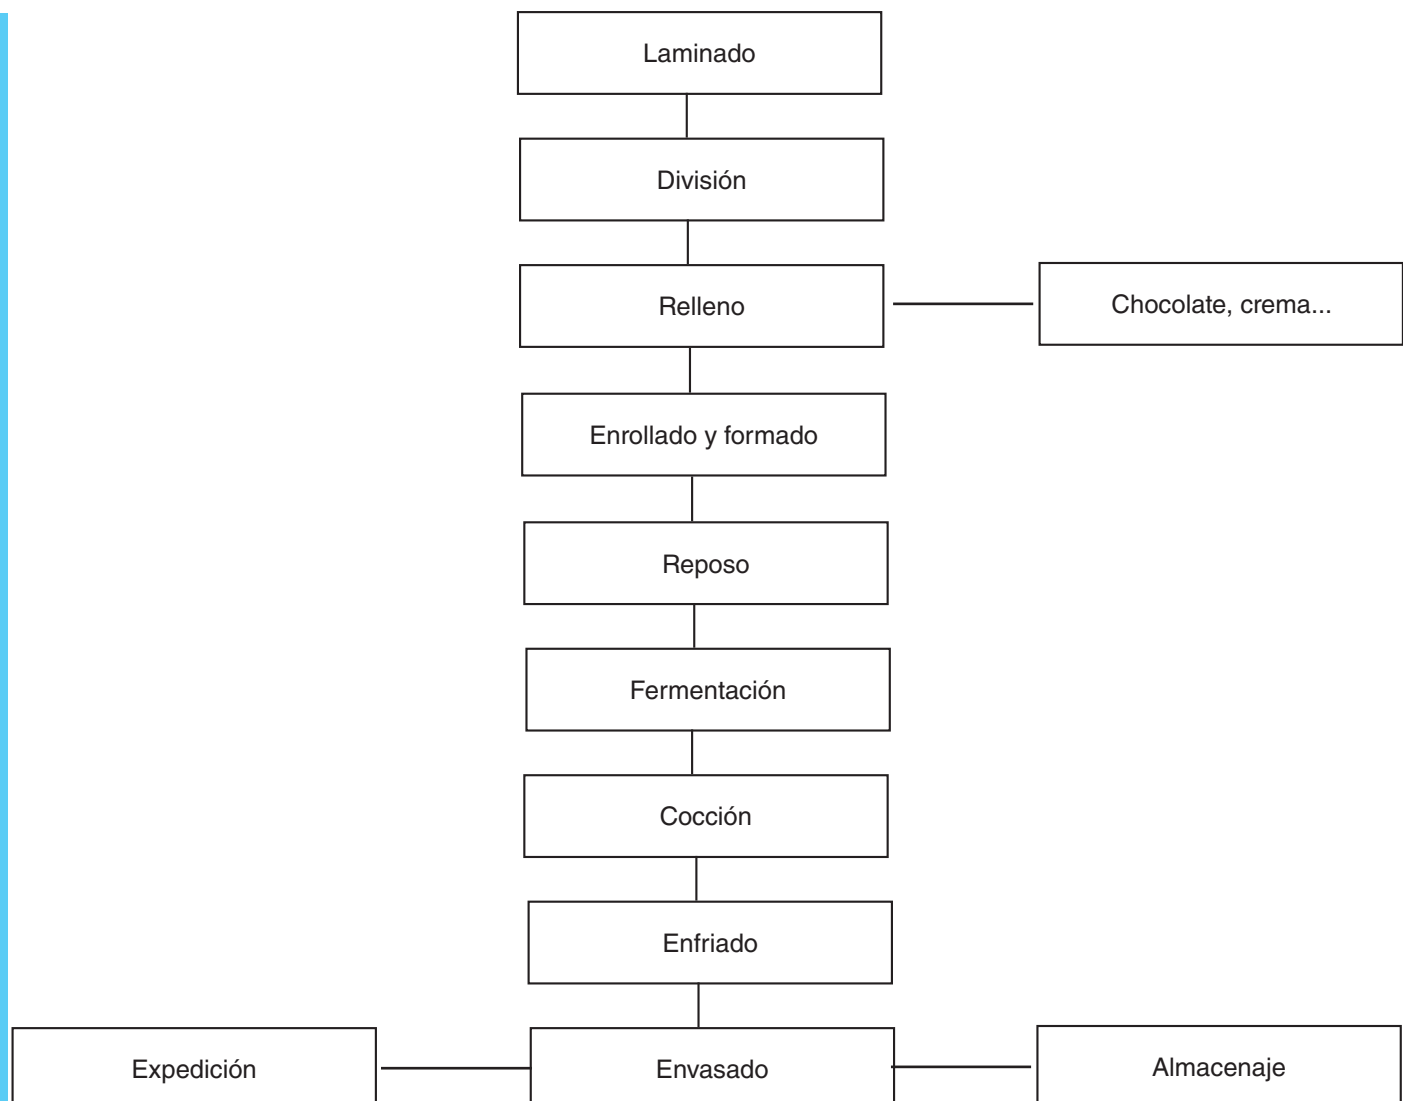 Laminado
División
Relleno
Chocolate, crema...
Enrollado y formado
Reposo
Fermentación
Cocción
Enfriado
Expedición
Envasado
Almacenaje